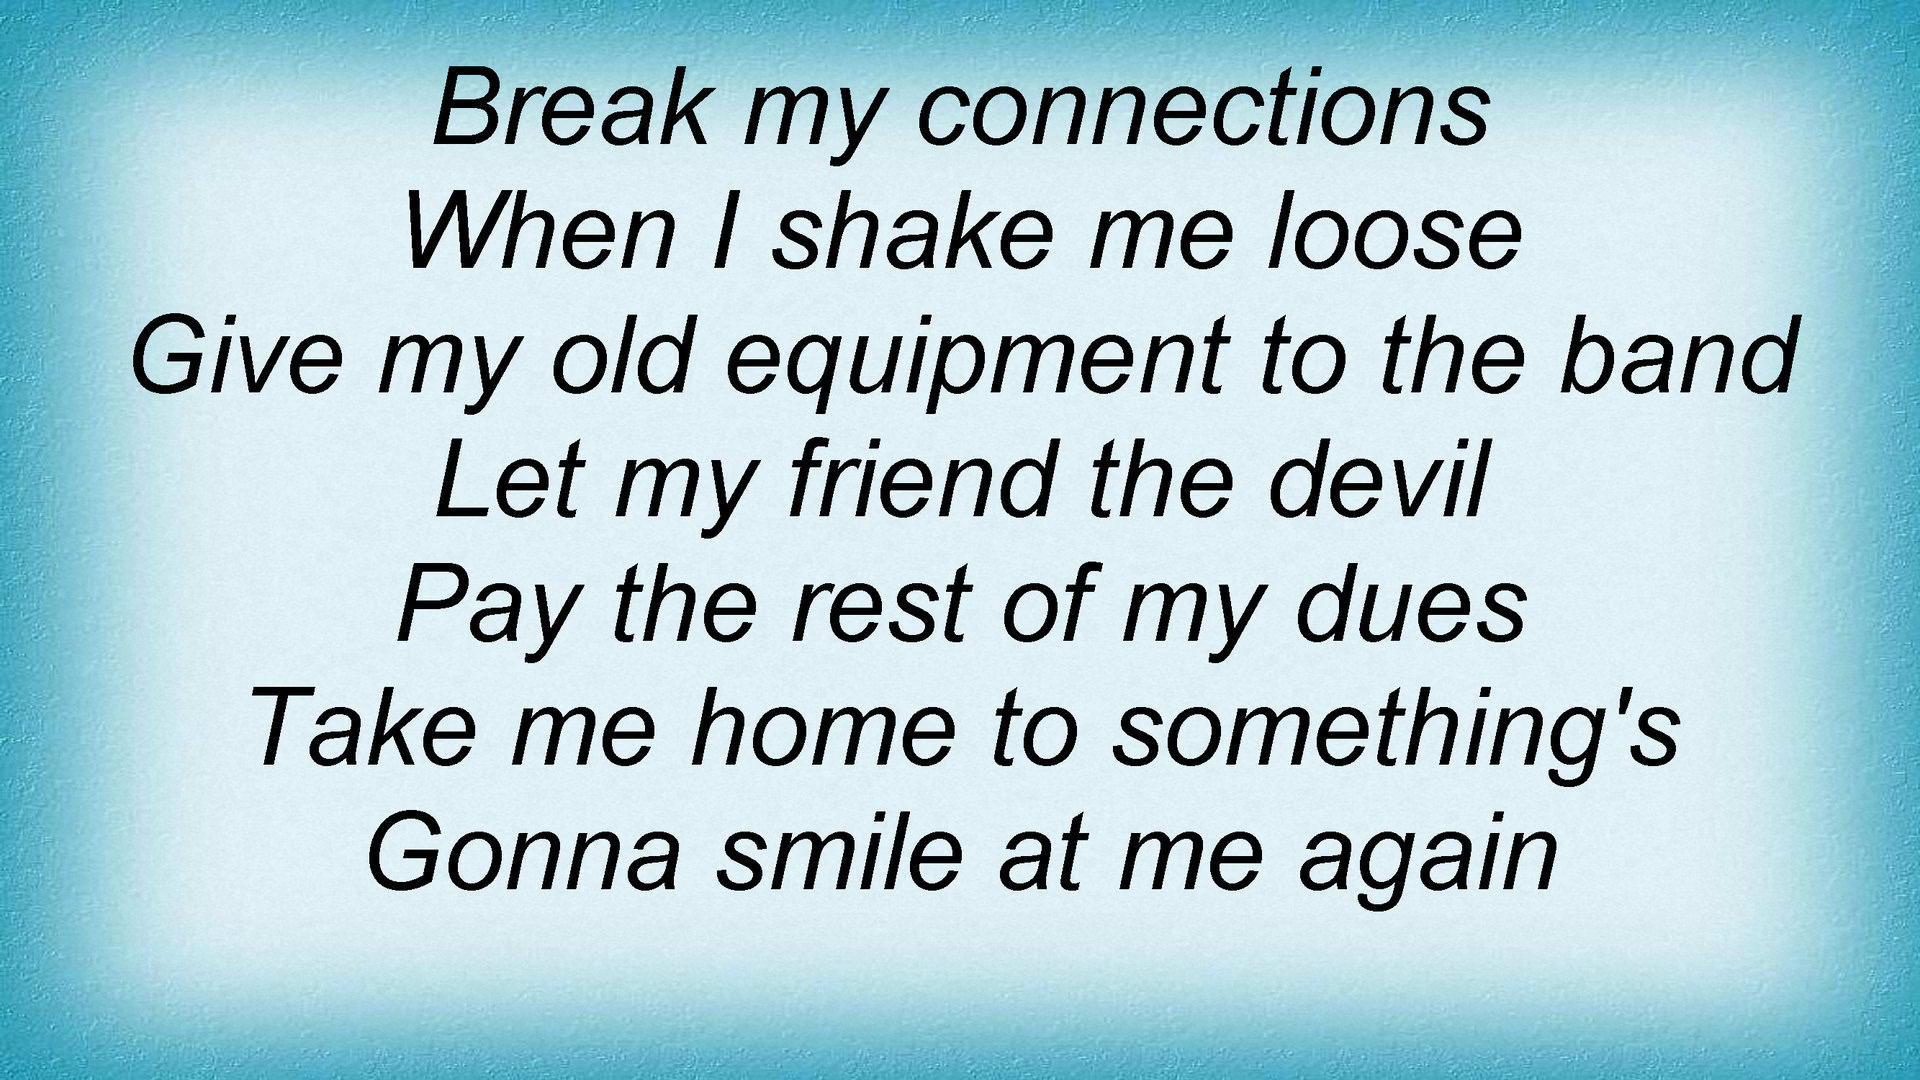 Break my connections
When I shake me loose
Give my old equipment to the band
Let my friend the devil
Pay the rest of my dues
Take me home to something's
Gonna smile at me again